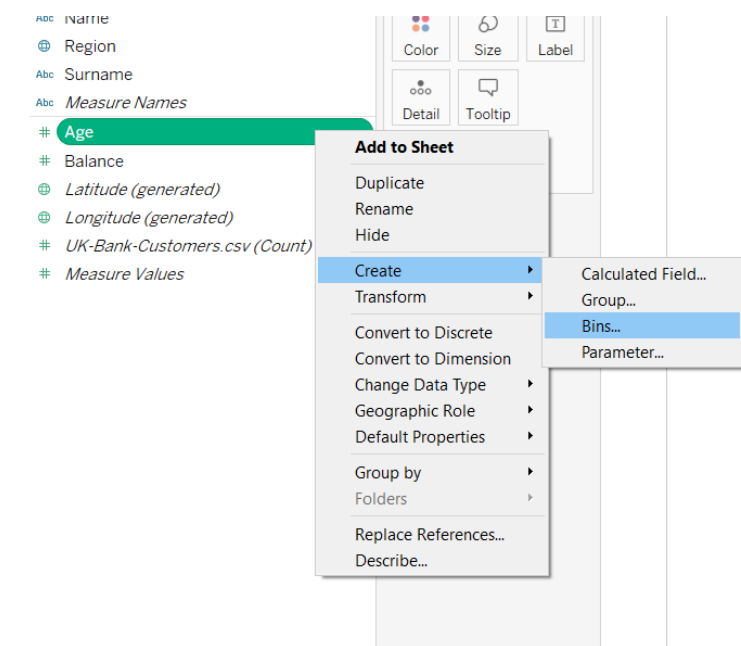 Abc Name
Region
Abc Surname
Abc Measure Names
# Age
# Balance
Latitude (generated)
Longitude (generated)
# UK-Bank-Customers.csv (Count)
# Measure Values
Color Size T Label
Detail Tooltip
Add to Sheet
Duplicate
Rename
Hide
Create
Transform
Convert to Discrete
Convert to Dimension
Change Data Type
Geographic Role
Default Properties
Group by
Folders
Replace References...
Describe...
Calculated Field...
Group...
Bins...
Parameter...